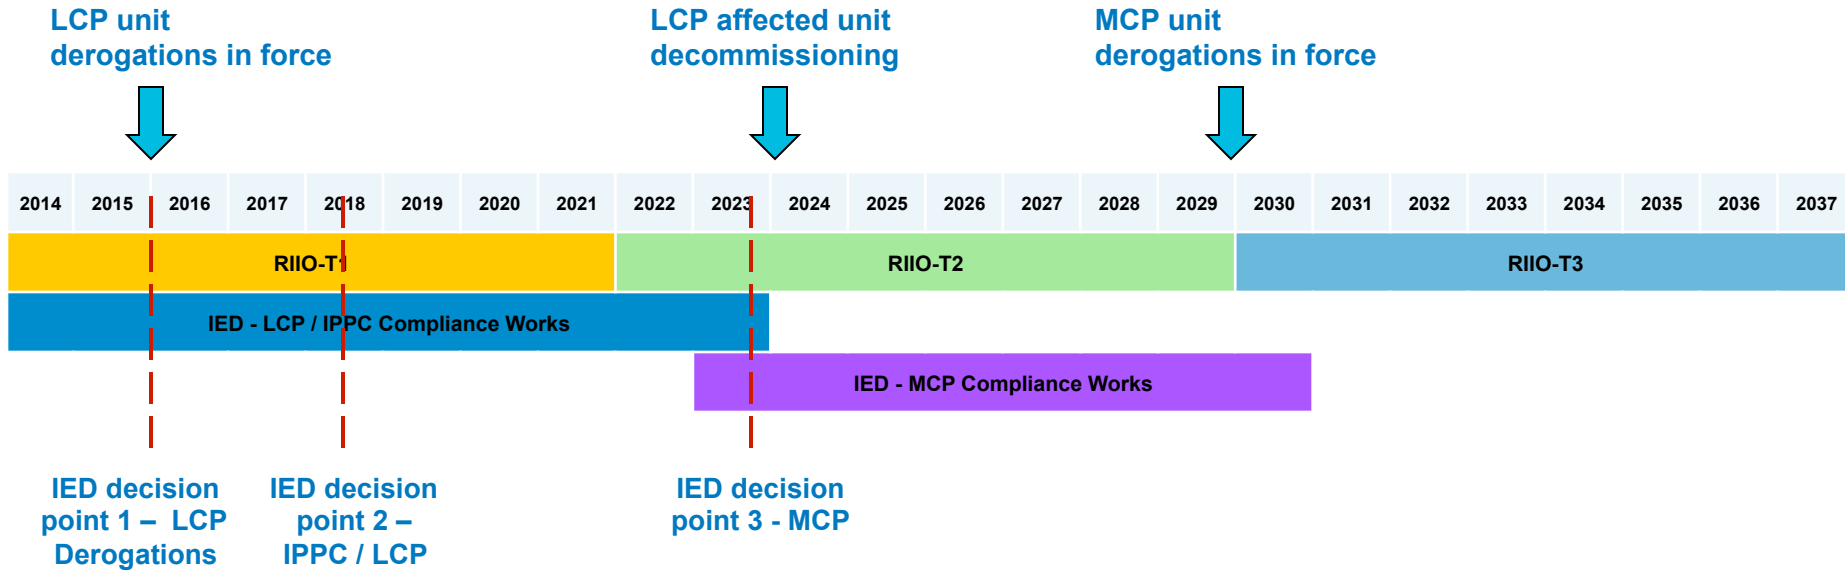 LCP unit
derogations in force
LCP affected unit
decommissioning
MCP unit
derogations in force
2014 2015 2016 2017 2018 2019 2020 2021 2022 2023 2024 2025 2026 2027 2028 2029 2030 2031 2032 2033 2034 2035 2036 2037
RIIO-T1 RIIO-T2 RIIO-T3
IED - LCP / IPPC Compliance Works
IED - MCP Compliance Works
IED decision
point 1 – LCP
Derogations
IED decision
point 2 –
IPPC / LCP
IED decision
point 3 - MCP